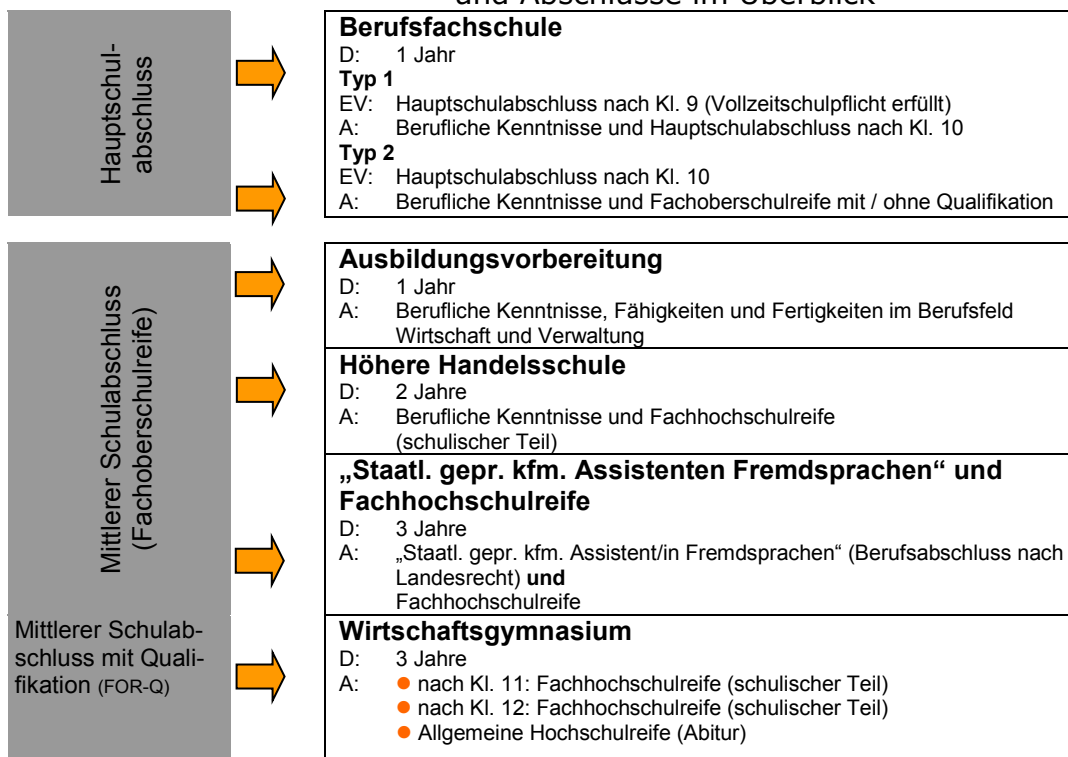 und Abschlüsse im Überblick
Hauptschul-
abschluss
Berufsfachschule
D: 1 Jahr
Typ 1
EV: Hauptschulabschluss nach Kl. 9 (Vollzeitschulpflicht erfüllt)
A: Berufliche Kenntnisse und Hauptschulabschluss nach Kl. 10
Typ 2
EV: Hauptschulabschluss nach Kl. 10
A: Berufliche Kenntnisse und Fachoberschulreife mit / ohne Qualifikation
Mittlerer Schulabschluss
(Fachoberschulreife)
Ausbildungsvorbereitung
D: 1 Jahr
A: Berufliche Kenntnisse, Fähigkeiten und Fertigkeiten im Berufsfeld
Wirtschaft und Verwaltung
Höhere Handelsschule
D: 2 Jahre
A: Berufliche Kenntnisse und Fachhochschulreife
(schulischer Teil)
„Staatl. gepr. kfm. Assistenten Fremdsprachen“ und
Fachhochschulreife
D: 3 Jahre
A: „Staatl. gepr. kfm. Assistent/in Fremdsprachen“ (Berufsabschluss nach
Landesrecht) und
Fachhochschulreife
Mittlerer Schulab-
schluss mit Quali-
fikation (FOR-Q)
Wirtschaftsgymnasium
D: 3 Jahre
A: ● nach Kl. 11: Fachhochschulreife (schulischer Teil)
● nach Kl. 12: Fachhochschulreife (schulischer Teil)
● Allgemeine Hochschulreife (Abitur)